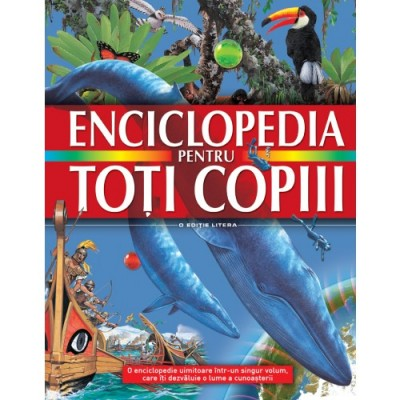 ENCICLOPEDIA
PENTRU
TOȚI COPIII
O EDIȚIE LITERA
O enciclopedie uimitoare într-un singur volum,
care îți dezvăluie o lume a cunoașterii